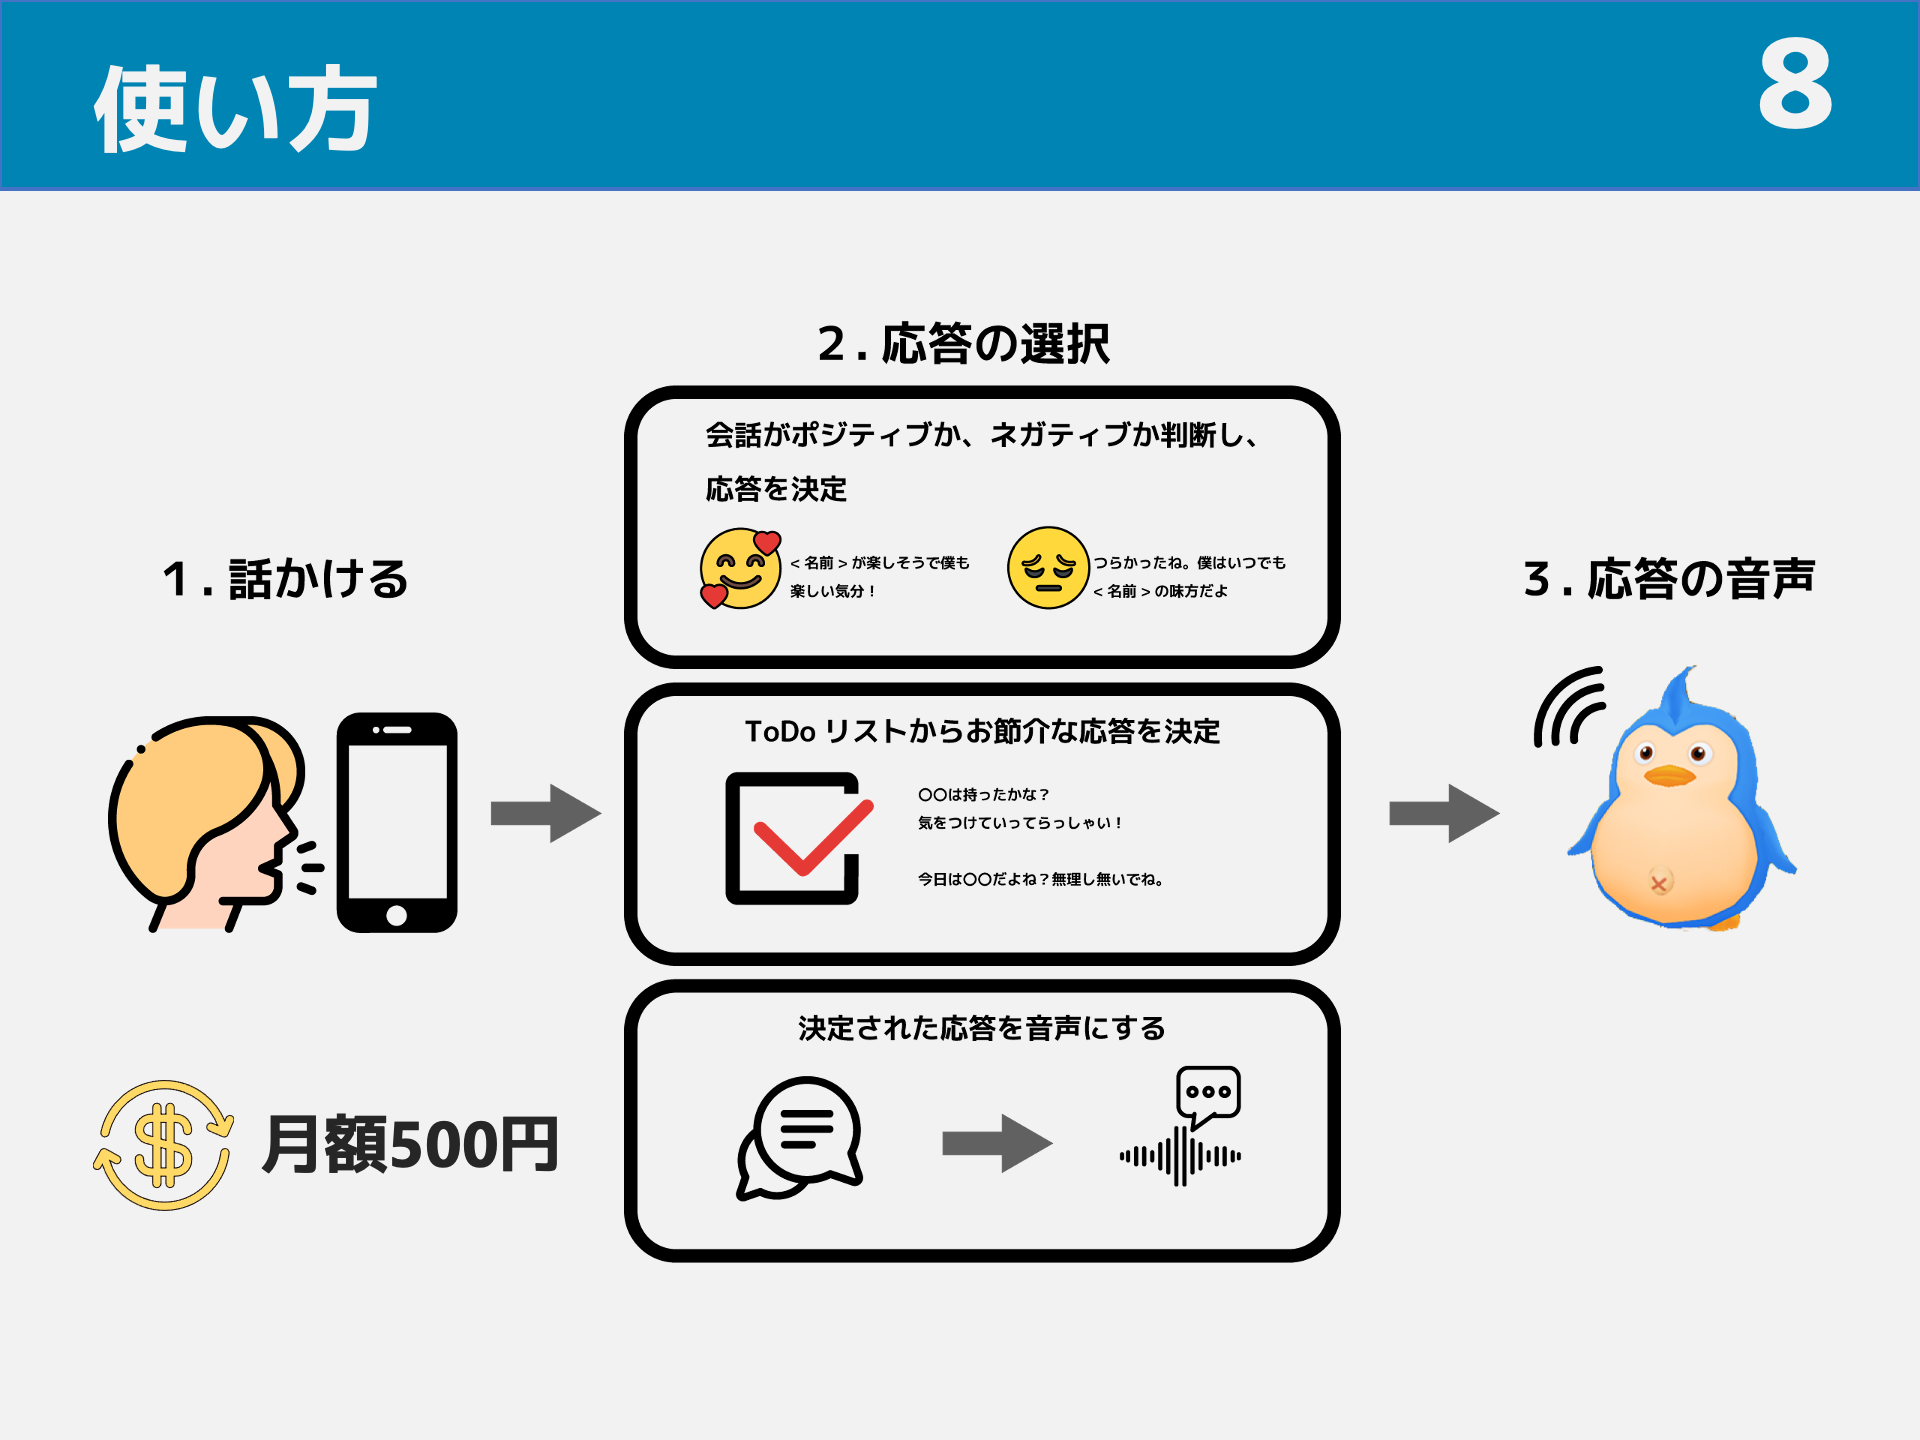 使い方
8
1 . 話かける
2 . 応答の選択
会話がポジティブか、ネガティブか判断し、
応答を決定
< 名前 > が楽しそうで僕も
楽しい気分！
つらかったね。僕はいつでも
< 名前 > の味方だよ
ToDo リストからお節介な応答を決定
〇〇は持ったかな？
気をつけていってらっしゃい！
今日は〇〇だよね？無理し無いでね。
決定された応答を音声にする
3 . 応答の音声
月額500円